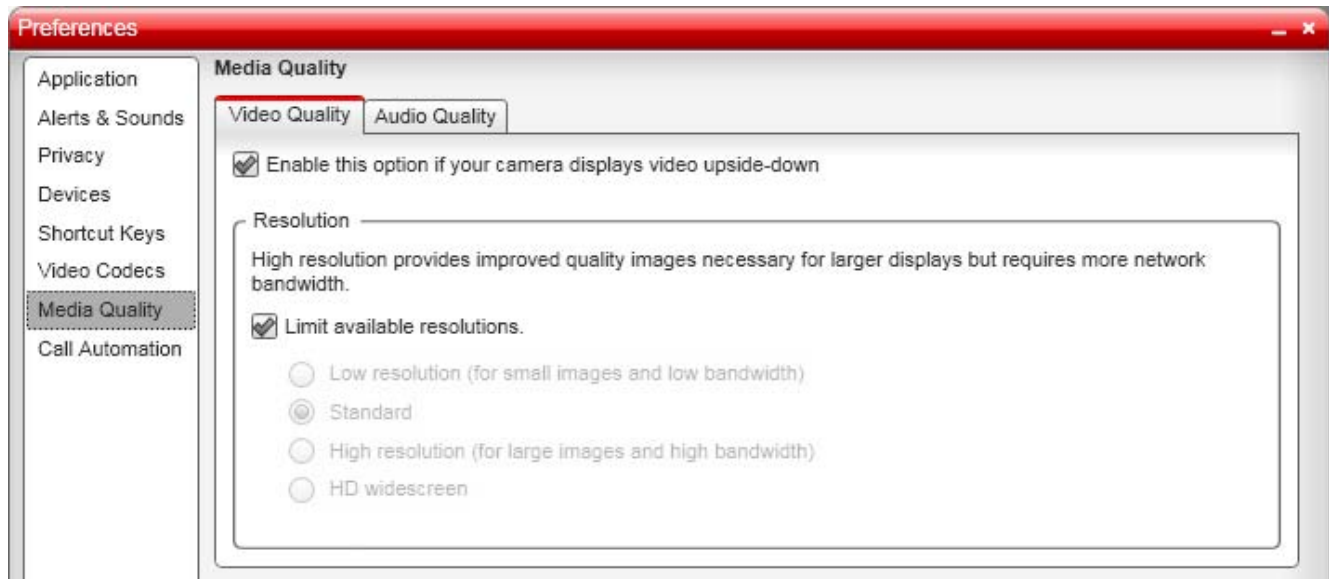 Preferences
Application
Alerts & Sounds
Privacy
Devices
Shortcut Keys
Video Codecs
Media Quality
Call Automation
Media Quality
Video Quality
Audio Quality
Enable this option if your camera displays video upside-down
Resolution
High resolution provides improved quality images necessary for larger displays but requires more network
bandwidth.
Limit available resolutions.
Low resolution (for small images and low bandwidth)
Standard
High resolution (for large images and high bandwidth)
HD widescreen